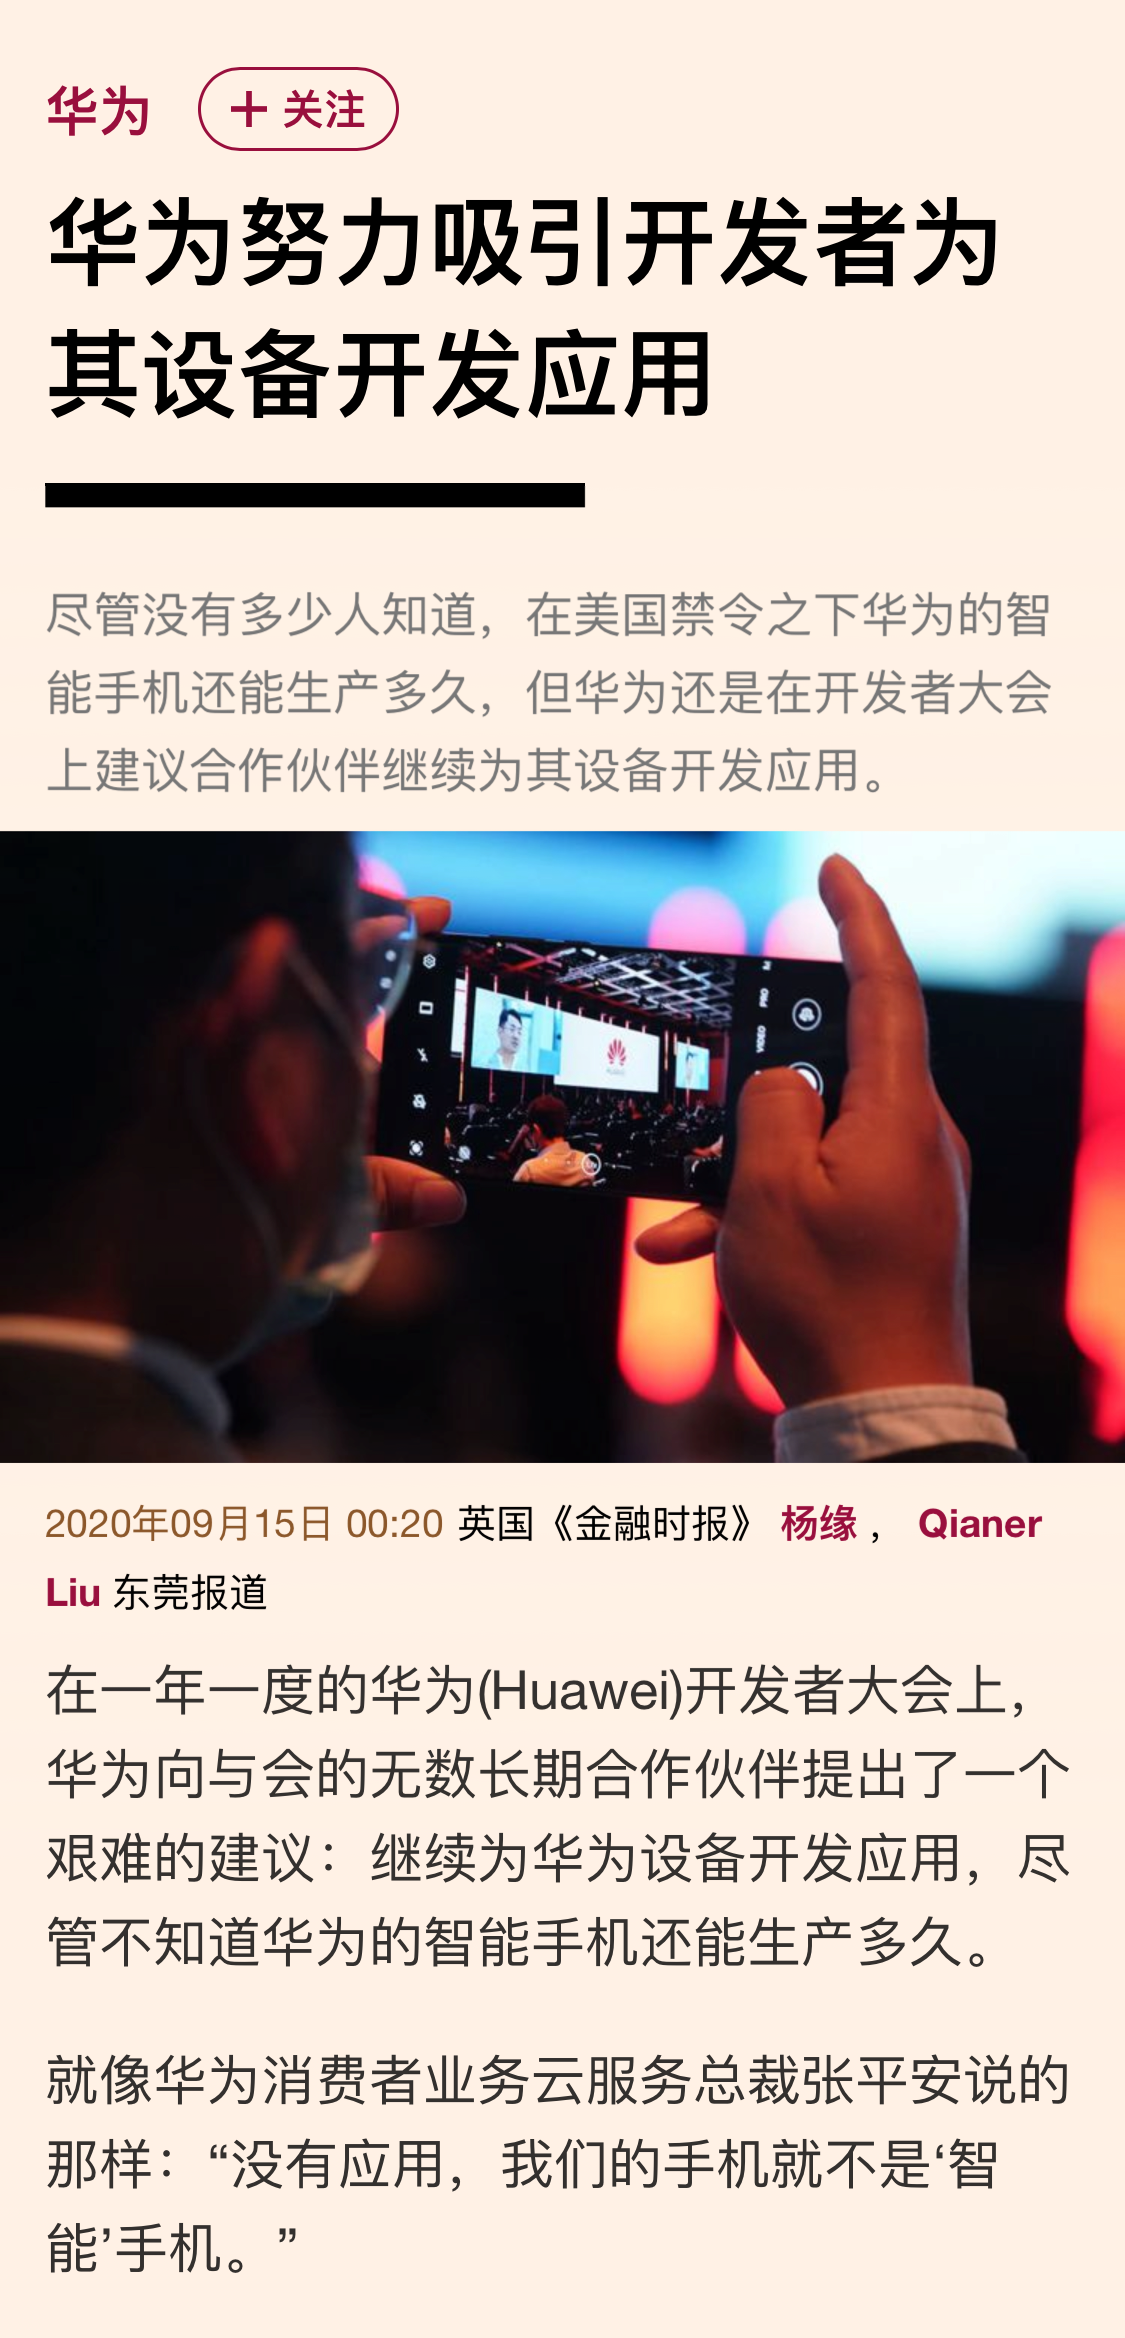 华为 + 关注
华为努力吸引开发者为
其设备开发应用
尽管没有多少人知道，在美国禁令之下华为的智
能手机还能生产多久，但华为还是在开发者大会
上建议合作伙伴继续为其设备开发应用。
M
PRO
VIDEO
2020年09月15日 00:20 英国《金融时报》 杨缘 ， Qianer
Liu 东莞报道
在一年一度的华为(Huawei)开发者大会上，
华为向与会的无数长期合作伙伴提出了一个
艰难的建议：继续为华为设备开发应用，尽
管不知道华为的智能手机还能生产多久。
就像华为消费者业务云服务总裁张平安说的
那样：“没有应用，我们的手机就不是‘智
能’手机。”